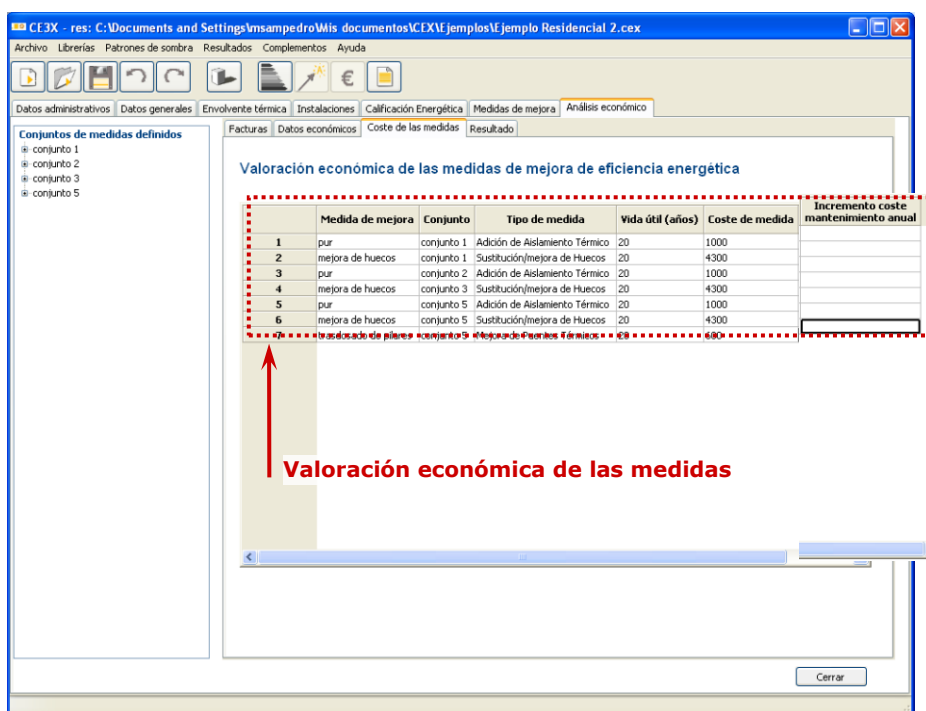 CE3X - res: C:\Documents and Settings\msampedro\Mis documentos\CEX\Ejemplos\Ejemplo Residencial 2.cex
Archivo Librerías Patrones de sombra Resultados Complementos Ayuda
Datos administrativos Datos generales Envolvente térmica Instalaciones Calificación Energética Medidas de mejora Análisis económico
Conjuntos de medidas definidos
conjunto 1
conjunto 2
conjunto 3
conjunto 5
Facturas Datos económicos Coste de las medidas Resultado
Valoración económica de las medidas de mejora de eficiencia energética
Medida de mejora Conjunto Tipo de medida Vida útil (años) Coste de medida Incremento coste
mantenimiento anual
1 pur conjunto 1 Adición de Aislamiento Térmico 20 1000
2 mejora de huecos conjunto 1 Sustitución/mejora de Huecos 20 4300
3 pur conjunto 2 Adición de Aislamiento Térmico 20 1000
4 mejora de huecos conjunto 3 Sustitución/mejora de Huecos 20 4300
5 pur conjunto 5 Adición de Aislamiento Térmico 20 1000
6 mejora de huecos conjunto 5 Sustitución/mejora de Huecos 20 4300
7 trasdosado de pilares conjunto 5 Mejora de Puentes Térmicos
Valoración económica de las medidas
Cerrar